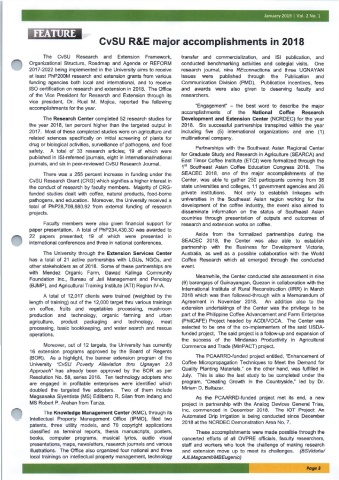 January 2019 | Vol. 2 No. 1
FEATURE
CvSU R&E major accomplishments in 2018
The CvSU Research and Extension Framework,
Organizational Structure, Roadmap and Agenda or REFORM
2017-2022 being implemented in the University aims to receive
at least PhP200M research and extension grants from various
funding agencies both local and international, and to receive
ISO certification on research and extension in 2018. The Office
of the Vice President for Research and Extension through its
vice president, Dr. Ruel M. Mojica, reported the following
accomplishments for the year.
The Research Center completed 52 research studies for
the year 2018, ten percent higher than the targeted output in
2017. Most of these completed studies were on agriculture and
related sciences specifically on initial screening of plants for
drug or biological activities, surveillance of pathogens, and food
safety. A total of 33 research articles; 19 of which were
published in ISI-refereed journals, eight in international/national
journals, and six in peer-reviewed CvSU Research Journal.
There was a 255 percent increase in funding under the
CvSU Research Grant (CRG) which signifies a higher interest in
the conduct of research by faculty members. Majority of CRG-
funded studies dealt with coffee, natural products, food-borne
pathogens, and education. Moreover, the University received a
total of PhP29,706,893.92 from external funding of research
projects.
Faculty members were also given financial support for
paper presentation. A total of PhP234,430.30 was awarded to
22 papers presented, 19 of which were presented in
international conferences and three in national conferences.
The University through the Extension Services Center
has a total of 21 active partnerships with LGUs, NGOs, and
other stakeholders as of 2018. Some of these partnerships are
with Mendez Organic Farm, Gawad Kalinga Community
Foundation Inc., Bureau of Jail Management and Penology
(BJMP), and Agricultural Training Institute (ATI) Region IV-A.
A total of 12,017 clients were trained (weighted by the
length of training) out of the 12,000 target thru various trainings
on coffee, fruits and vegetables processing, mushroom
production and technology, organic farming and urban
agriculture, product packaging and technology, meat
processing, basic bookkeeping, and water search and rescue
operations.
Moreover, out of 12 targets, the University has currently
16 extension programs approved by the Board of Regents
(BOR). As a highlight, the banner extension program of the
University "CvSU Poverty Alleviation Thru Barangay 2.0
Approach" has already been approved by the BOR as per
Resolution No. 58, series 2018. Ten technology adopters who
are engaged in profitable enterprises were identified which
doubled the targeted five adopters. Two of them include
Magsasaka Siyentista (MS) Edilberto R. Silan from Indang and
MS Robert P. Arshan from Tanza.
The Knowledge Management Center (KMC), through its
Intellectual Property Management Office (IPMO), filed two
patents, three utility models, and 70 copyright applications
classified as terminal reports, thesis manuscripts, posters,
books, computer programs, musical lyrics, audio visual
presentations, maps, newsletters, research journals and various
illustrations. The Office also organized four national and three
local trainings on intellectual property management, technology
transfer and commercialization, and ISI publication, and
conducted benchmarking activities and collegial visits. One
research journal, nine REconnections and three UGNAYAN
issues were published through the Publication and
Communication Division (PMD). Publication incentives, fees
and awards were also given to deserving faculty and
researchers.
"Engagement" – the best word to describe the major
accomplishments of the National Coffee Research
Development and Extension Center (NCRDEC) for the year
2018. Six successful partnerships transpired within the year
including five (5) international organizations and one (1)
multinational company.
Partnerships with the Southeast Asian Regional Center
for Graduate Study and Research in Agriculture (SEARCA) and
East Timor Coffee Institute (ETCI) were formalized through the
1st Southeast Asian Coffee Education Congress 2018. The
SEACEC 2018, one of the major accomplishments of the
Center, was able to gather 250 participants coming from 38
state universities and colleges, 11 government agencies and 20
private institutions. Not only to establish linkages with
universities in the Southeast Asian region working for the
development of the coffee industry, the event also aimed to
disseminate information on the status of Southeast Asian
countries through presentation of outputs and outcomes of
research and extension works on coffee.
Aside from the formalized partnerships during the
SEACEC 2018, the Center was also able to establish
partnership with the Business for Development Victoria,
Australia, as well as a possible collaboration with the World
Coffee Research which all emerged through the conducted
event.
Meanwhile, the Center conducted site assessment in nine
(9) barangays of Guinayangan, Quezon in collaboration with the
International Institute of Rural Reconstruction (IIRR) in March
2018 which was then followed-through with a Memorandum of
Agreement in November 2018. An addition also to the
extension undertakings of the Center was the privilege to be
part of the Philippine Coffee Advancement and Farm Enterprise
(PhilCAFE) Project headed by ACDI/VOCA. The Center was
selected to be one of the co-implementers of the said USDA-
funded project. The said project is a follow-up and expansion of
the success of the Mindanao Productivity in Agricultural
Commerce and Trade (MinPACT) project.
The PCAARRD-funded project entitled, "Enhancement of
Coffee Micropropagation Techniques to Meet the Demand for
Quality Planting Materials," on the other hand, was fulfilled in
July. This is also the last study to be completed under the
program, "Creating Growth in the Countryside," led by Dr.
Miriam D. Baltazar.
As the PCAARRD-funded project met its end, a new
project in partnership with the Analog Devices General Trias,
Inc. commenced in December 2018. The IOT Project Air
Automated Drip Irrigation is being conducted since December
2018 at the NCRDEC Demonstration Area No. 7.
These accomplishments were made possible through the
concerted efforts of all OVPRE officials, faculty researchers,
staff and workers who took the challenge of making research
and extension move up to meet its challenges.
Page 5